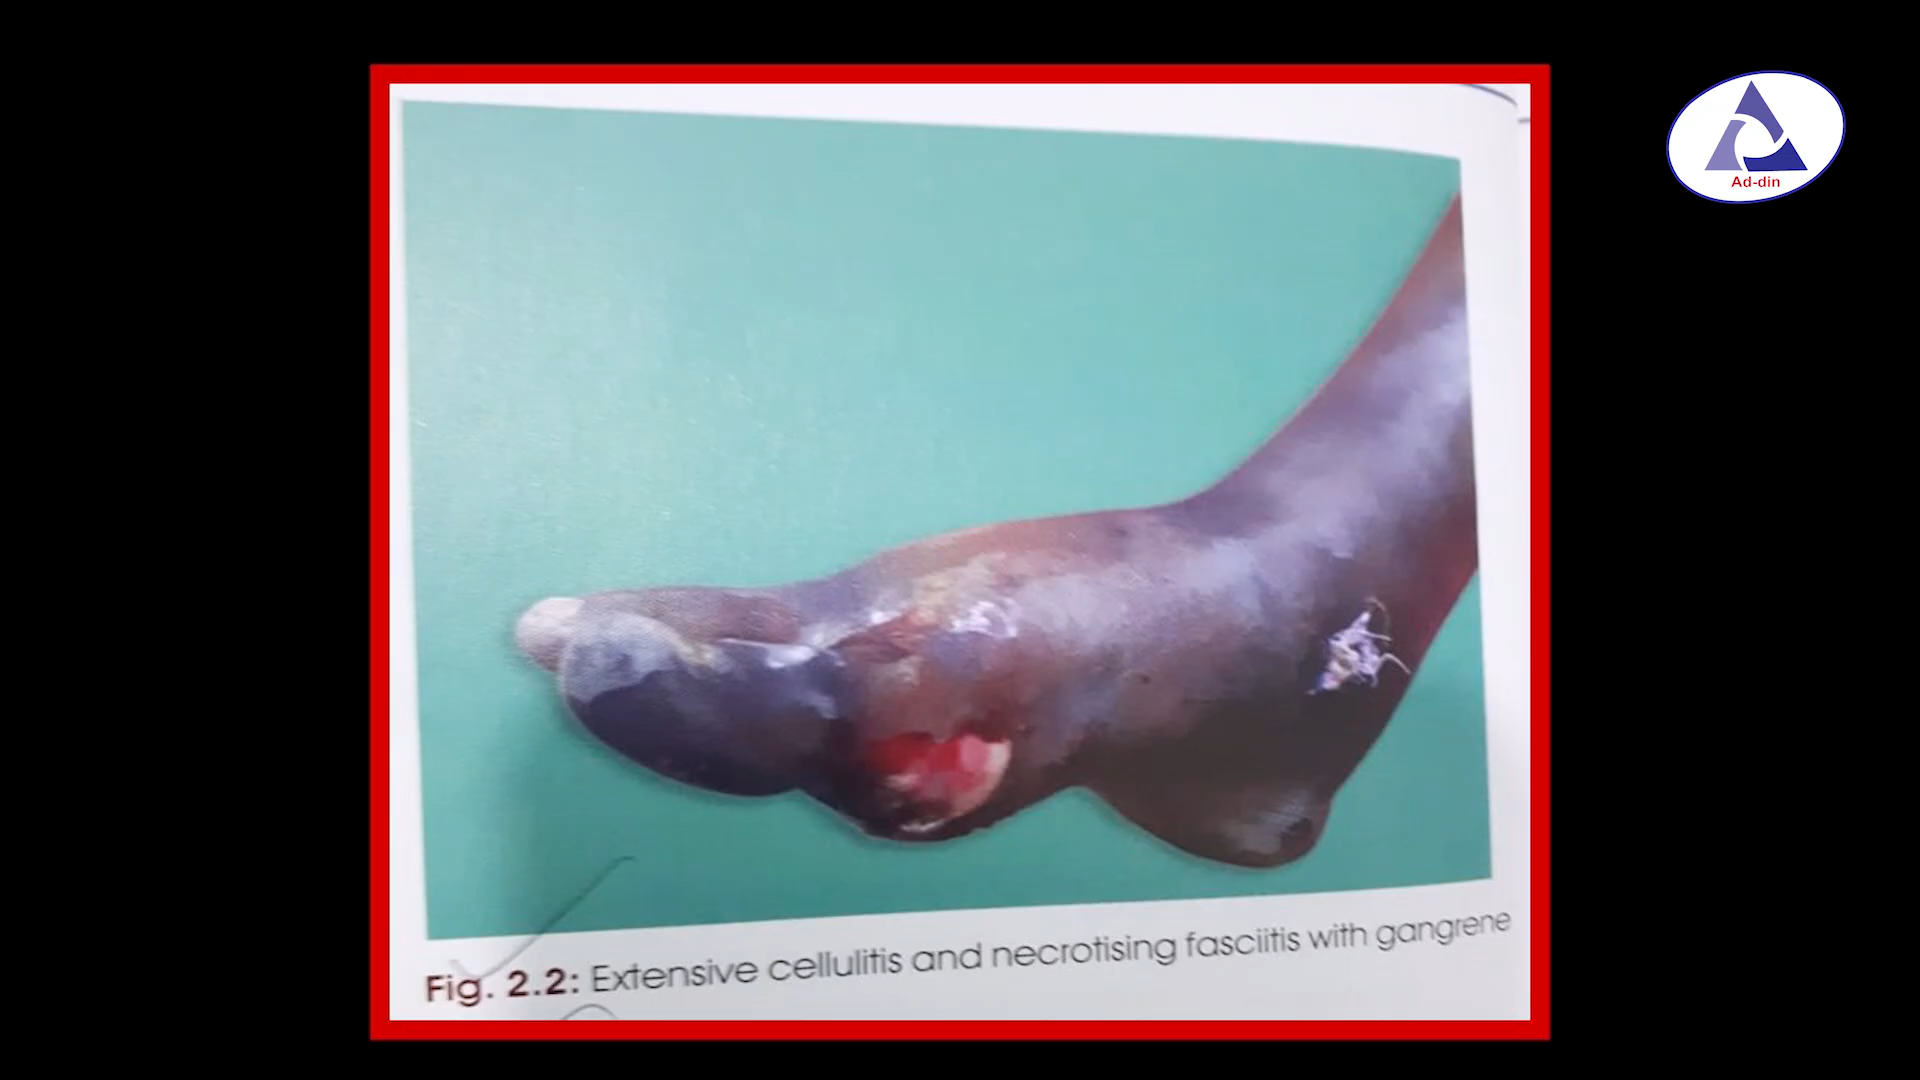 Ad-din
Fig. 2.2: Extensive cellulitis and necrotising fasciitis with gangrene